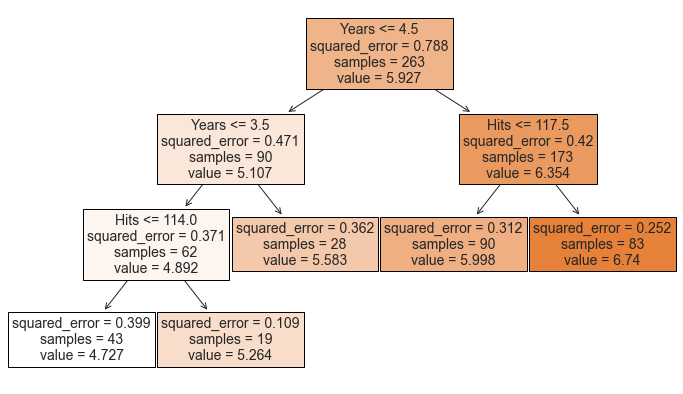 Years <= 4.5
squared_error = 0.788
samples = 263
value = 5.927
Years <= 3.5
squared_error = 0.471
samples = 90
value = 5.107
Hits <= 117.5
squared_error = 0.42
samples = 173
value = 6.354
Hits <= 114.0
squared_error = 0.371
samples = 62
value = 4.892
squared_error = 0.362
samples = 28
value = 5.583
squared_error = 0.312
samples = 90
value = 5.998
squared_error = 0.252
samples = 83
value = 6.74
squared_error = 0.399
samples = 43
value = 4.727
squared_error = 0.109
samples = 19
value = 5.264